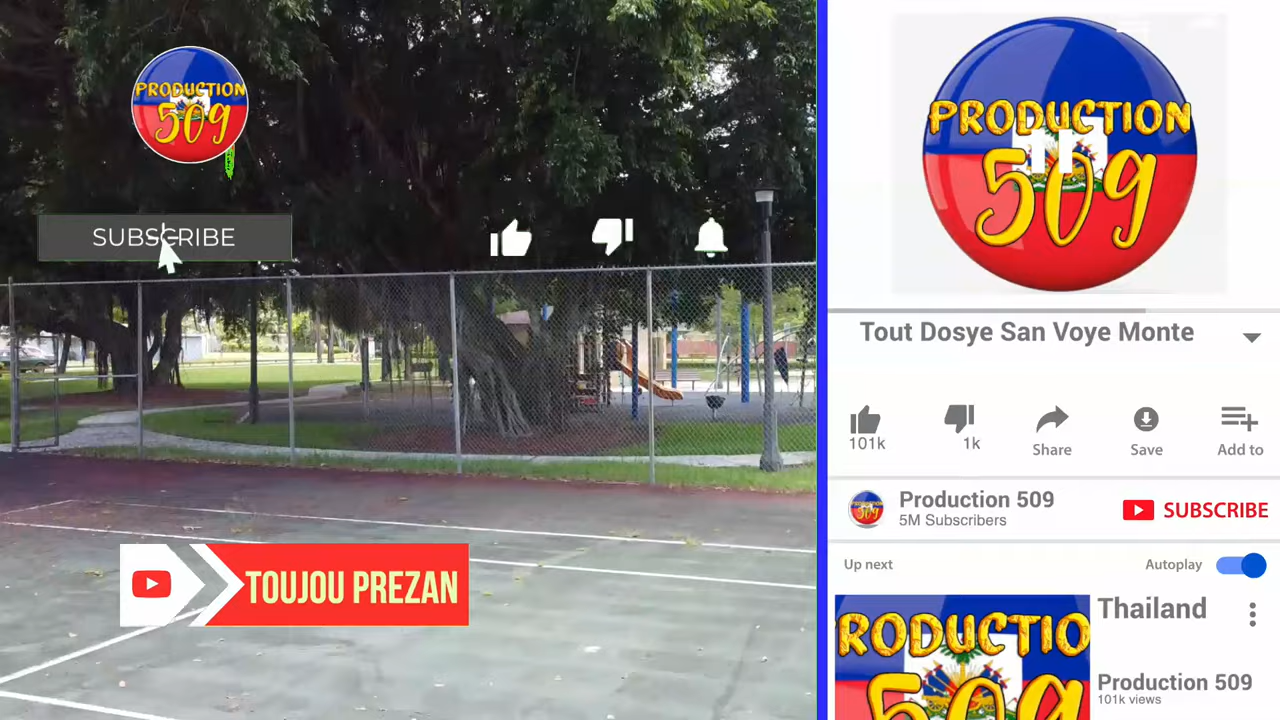 PRODUCTION
509
SUBSCRIBE
TOUJOU PREZAN
PRODUCTION
509
Tout Dosye San Voye Monte
101k
1k
Share
Save
Add to
Production 509
5M Subscribers
SUBSCRIBE
Up next
Autoplay
RODUCTIO
509
Thailand
Production 509
101k views